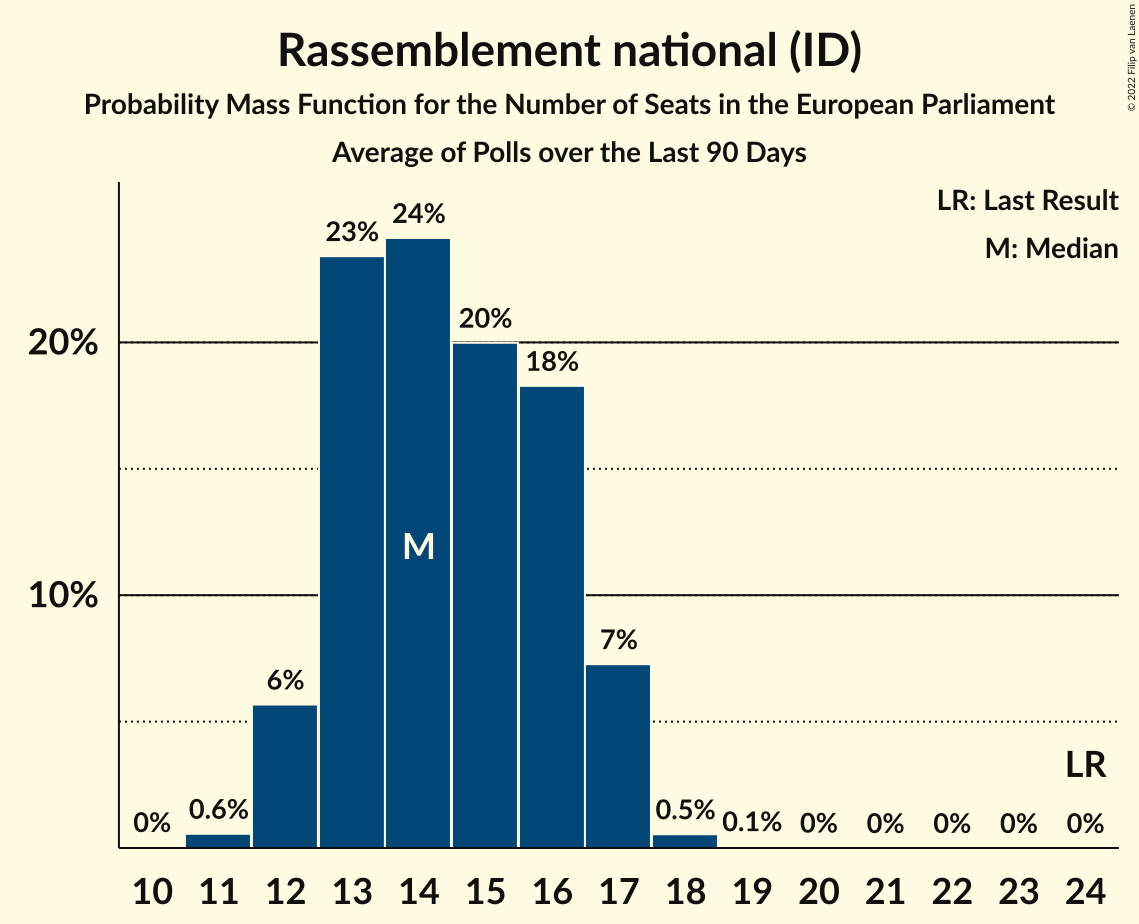 Rassemblement national (ID)
Probability Mass Function for the Number of Seats in the European Parliament
Average of Polls over the Last 90 Days
© 2022 Filip van Laenen
LR: Last Result
M: Median
20%
10%
0%
0.6%
6%
23%
24%
20%
18%
7%
0.5%
0.1%
0%
0%
0%
0%
0%
M
LR
10 11 12 13 14 15 16 17 18 19 20 21 22 23 24